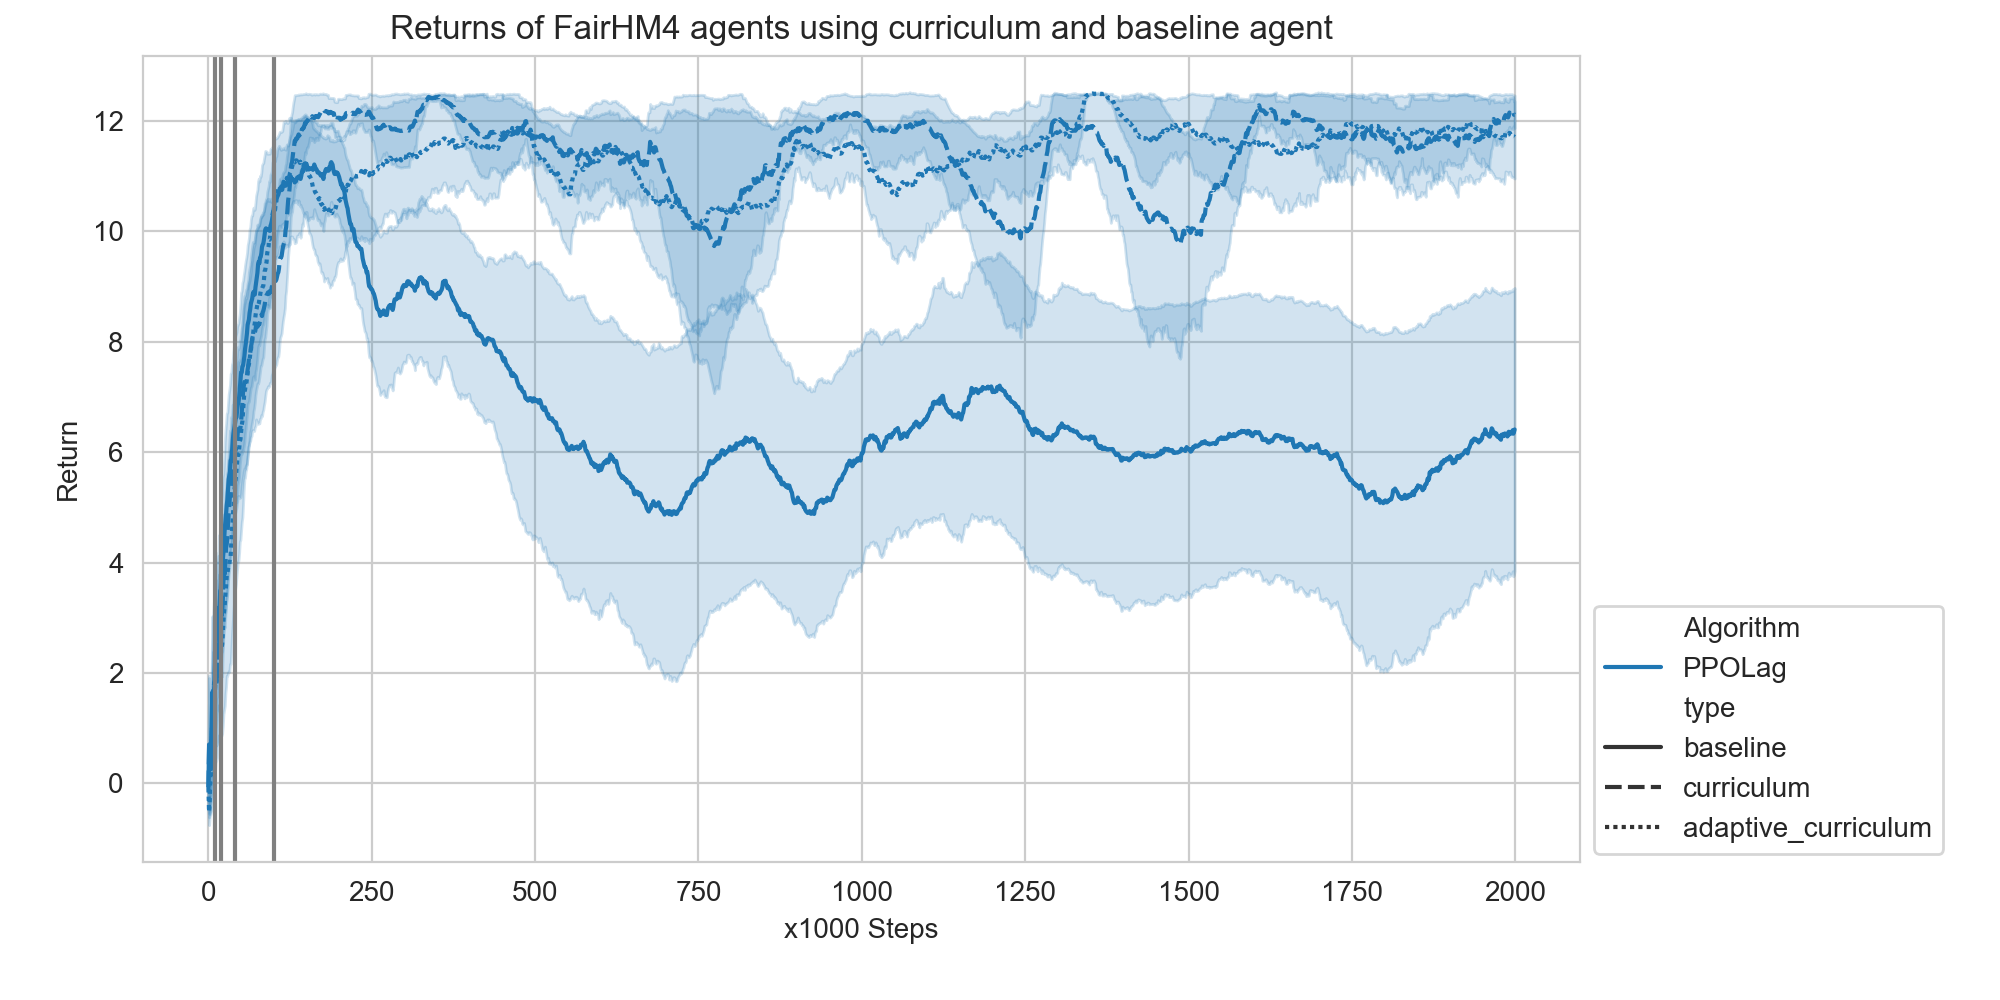 Returns of FairHM4 agents using curriculum and baseline agent
Return
12
10
8
6
4
2
0
0 250 500 750 1000 1250 1500 1750 2000
x1000 Steps
Algorithm
PPOLag
type
baseline
curriculum
adaptive_curriculum